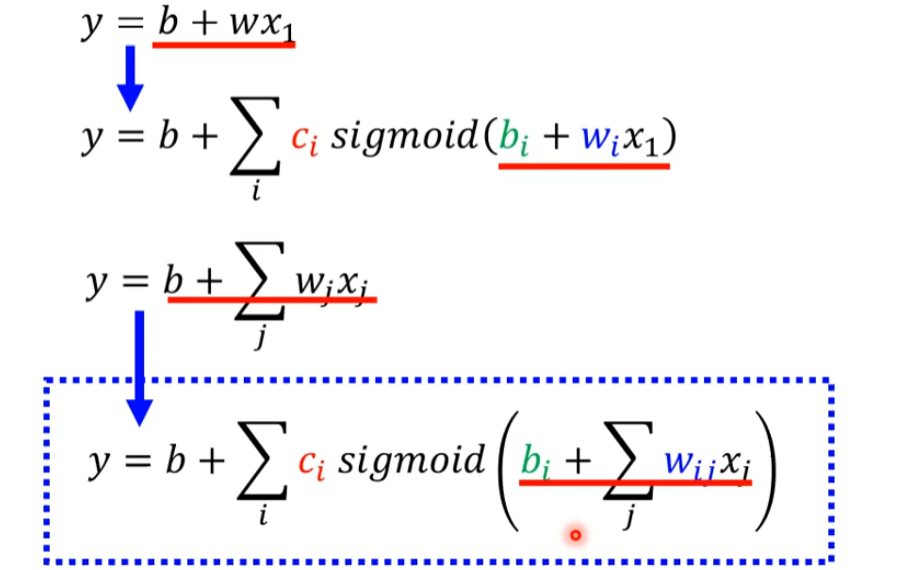 y = b + wx₁
y = b + ∑ᵢ cᵢ sigmoid(bᵢ + wᵢx₁)
y = b + ∑ⱼ wⱼxⱼ
y = b + ∑ᵢ cᵢ sigmoid(bᵢ + ∑ⱼ wᵢⱼxⱼ)